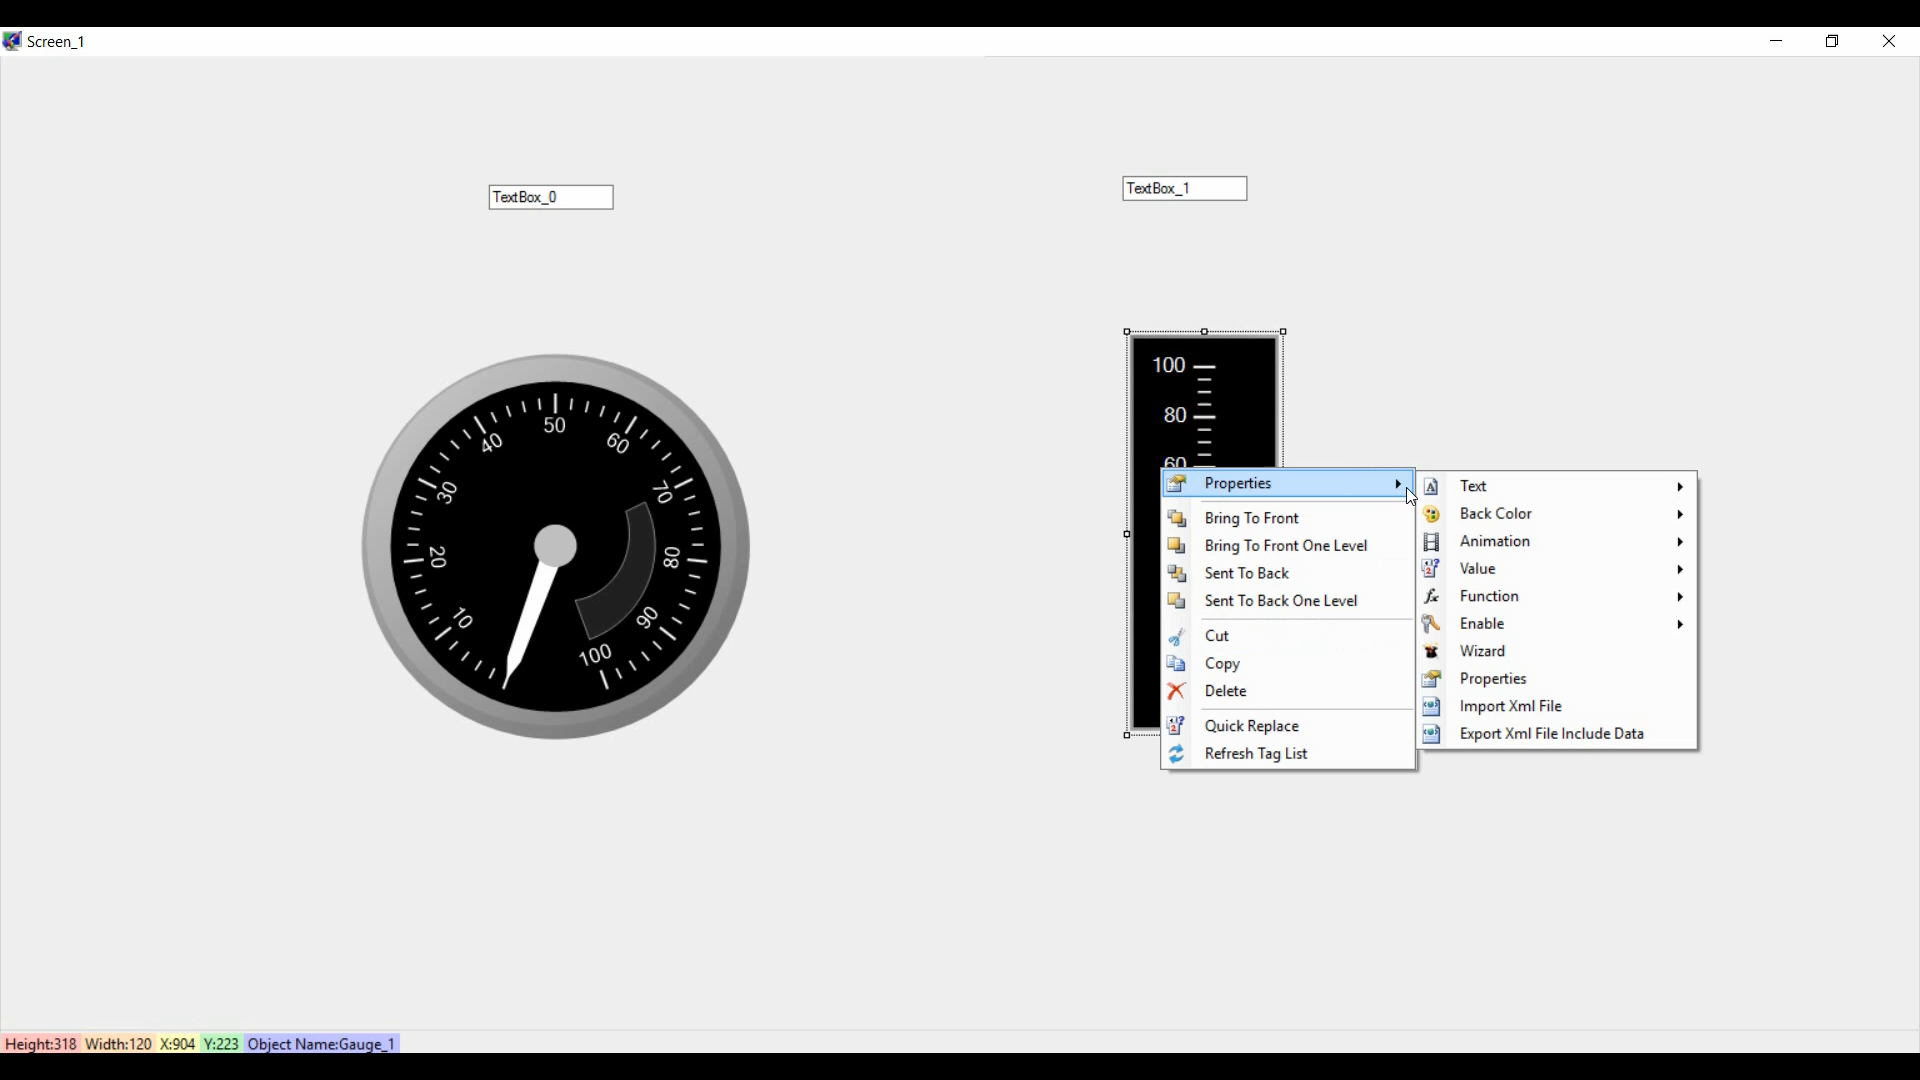 Screen_1
TextBox_0
TextBox_1
50
40
60
30
70
20
80
10
90
100
100
80
60
Properties
Bring To Front
Bring To Front One Level
Sent To Back
Sent To Back One Level
Cut
Copy
Delete
Quick Replace
Refresh Tag List
Text
Back Color
Animation
Value
Function
Enable
Wizard
Properties
Import Xml File
Export Xml File Include Data
Height:318 Width:120 X:904 Y:223 Object Name:Gauge_1